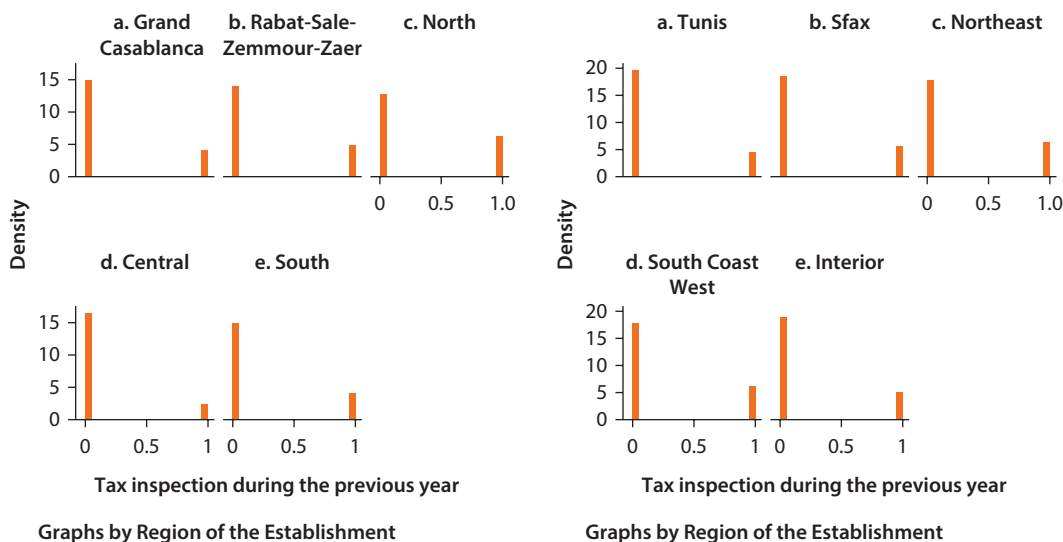 a. Grand
Casablanca
b. Rabat-Sale-
Zemmour-Zaer
c. North
15
10
5
0
0
0.5
1.0
Density
d. Central
e. South
15
10
5
0
0
0.5
1
0
0.5
1
Tax inspection during the previous year
Graphs by Region of the Establishment
a. Tunis
b. Sfax
c. Northeast
20
15
10
5
0
0
0.5
1.0
Density
d. South Coast
West
e. Interior
20
15
10
5
0
0
0.5
1
0
0.5
1
Tax inspection during the previous year
Graphs by Region of the Establishment